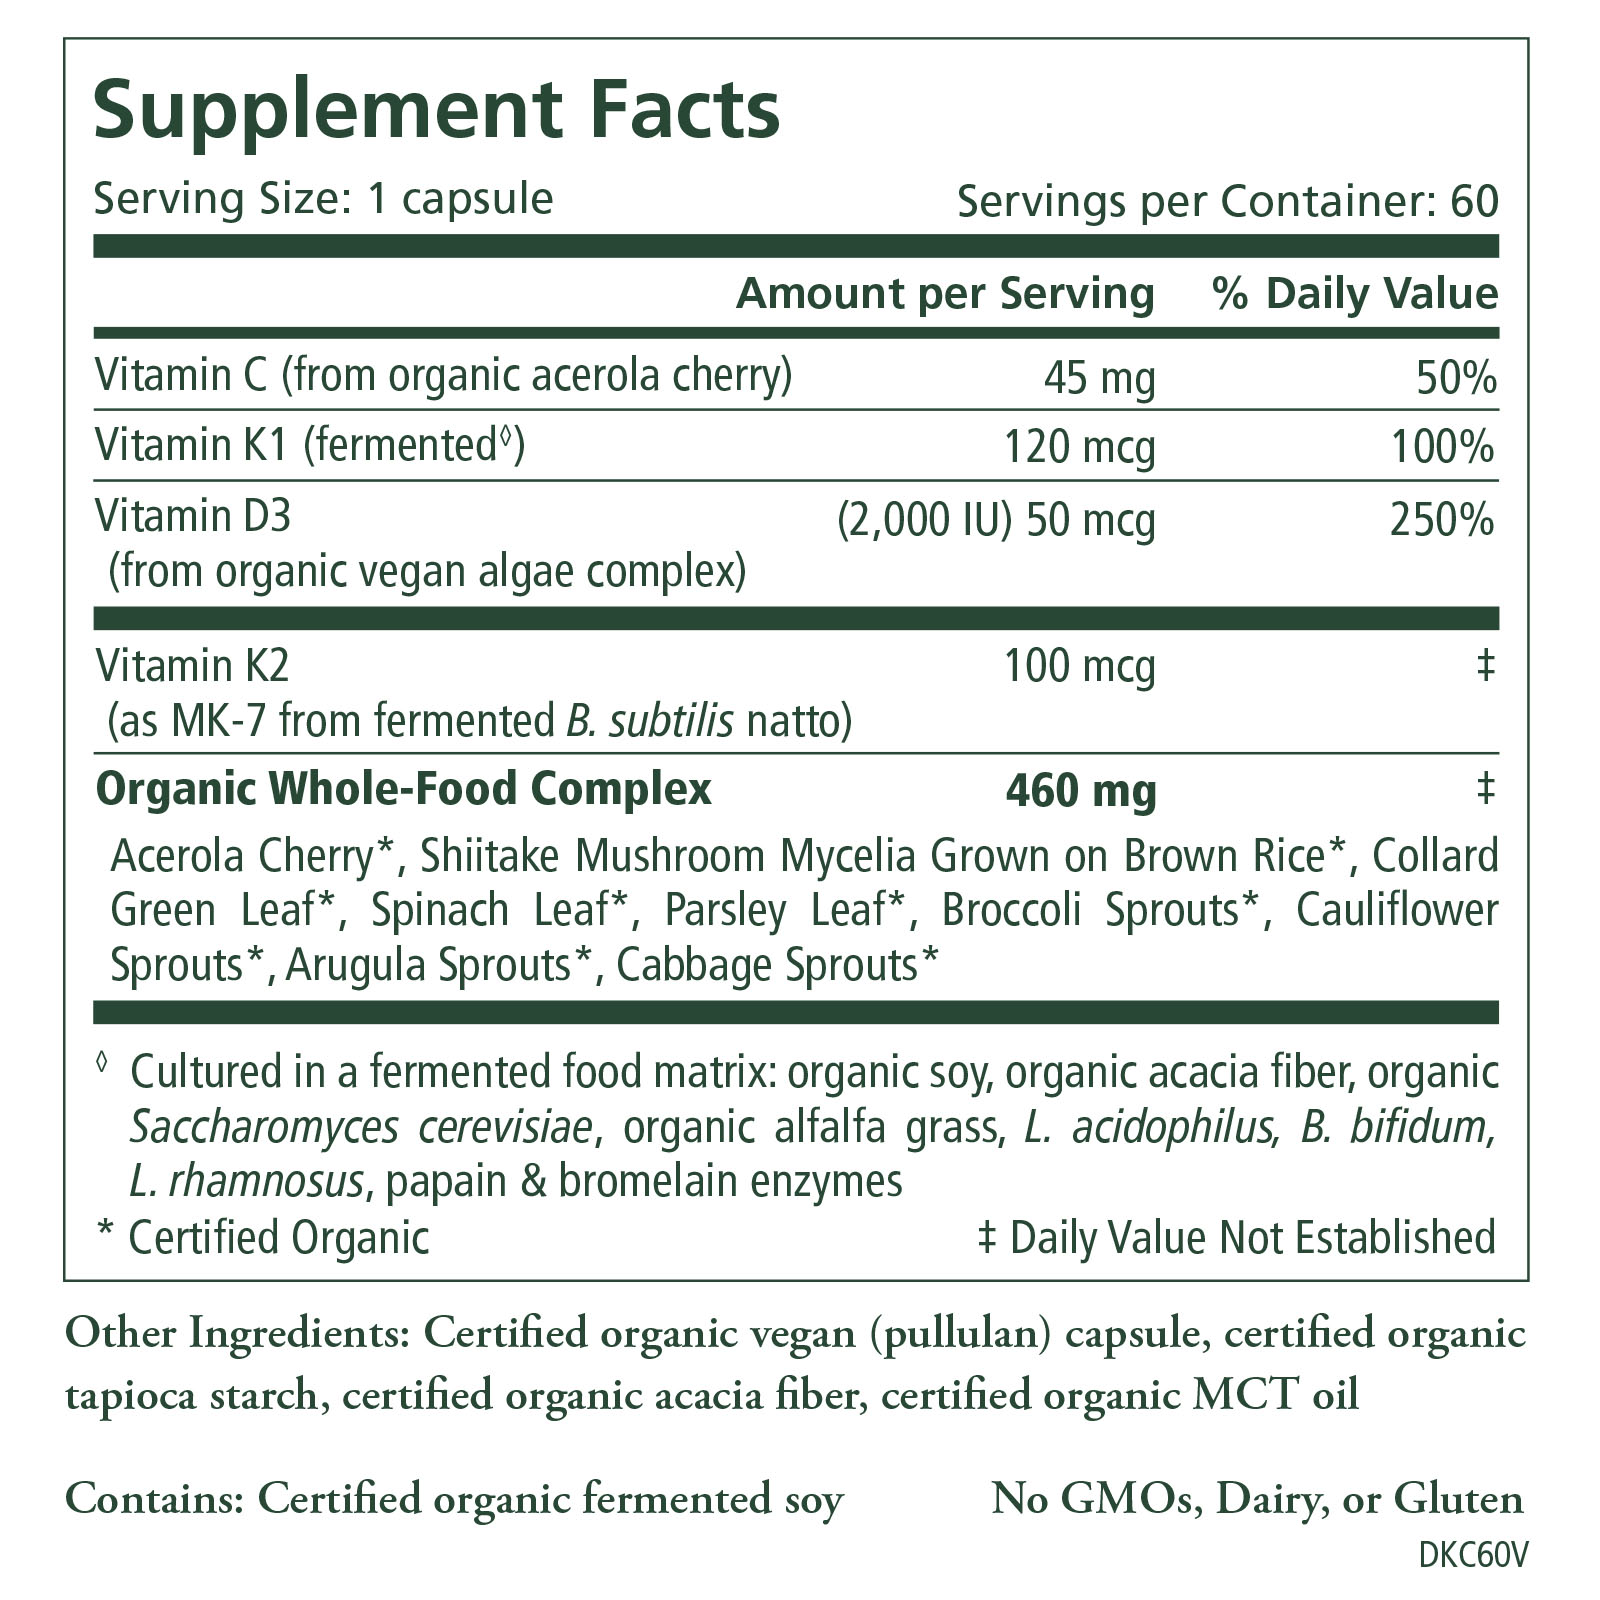 Supplement Facts
Serving Size: 1 capsule Servings per Container: 60
Amount per Serving % Daily Value
Vitamin C (from organic acerola cherry) 45 mg 50%
Vitamin K1 (fermented◊) 120 mcg 100%
Vitamin D3 (2,000 IU) 50 mcg 250%
(from organic vegan algae complex)
Vitamin K2 100 mcg ‡
(as MK-7 from fermented B. subtilis natto)
Organic Whole-Food Complex 460 mg ‡
Acerola Cherry*, Shiitake Mushroom Mycelia Grown on Brown Rice*, Collard
Green Leaf*, Spinach Leaf*, Parsley Leaf*, Broccoli Sprouts*, Cauliflower
Sprouts*, Arugula Sprouts*, Cabbage Sprouts*
◊ Cultured in a fermented food matrix: organic soy, organic acacia fiber, organic
Saccharomyces cerevisiae, organic alfalfa grass, L. acidophilus, B. bifidum,
L. rhamnosus, papain & bromelain enzymes
* Certified Organic ‡ Daily Value Not Established
Other Ingredients: Certified organic vegan (pullulan) capsule, certified organic
tapioca starch, certified organic acacia fiber, certified organic MCT oil
Contains: Certified organic fermented soy No GMOs, Dairy, or Gluten
DKC60V